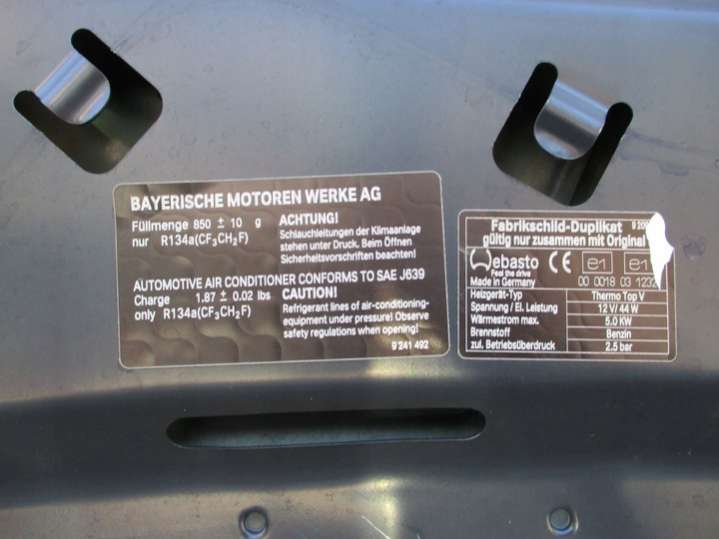 BAYERISCHE MOTOREN WERKE AG
Füllmenge 850 ± 10 g
nur R134a(CF₃CH₂F)
ACHTUNG!
Schlauchleitungen der Klimaanlage
stehen unter Druck. Beim Öffnen
Sicherheitsvorschriften beachten!
AUTOMOTIVE AIR CONDITIONER CONFORMS TO SAE J639
Charge 1.87 ± 0.02 lbs
only R134a(CF₃CH₂F)
CAUTION!
Refrigerant lines of air-conditioning-
equipment under pressure! Observe
safety regulations when opening!
9 241 492
Fabrikschild-Duplikat
gültig nur zusammen mit Original
Webasto CE e1 e1
Feel the drive
Made in Germany 00 0018 03 1232
Heizgerät-Typ Thermo Top V
Spannung / El. Leistung 12 V/ 44 W
Wärmestrom max. 5.0 KW
Brennstoff Benzin
zul. Betriebsüberdruck 2.5 bar